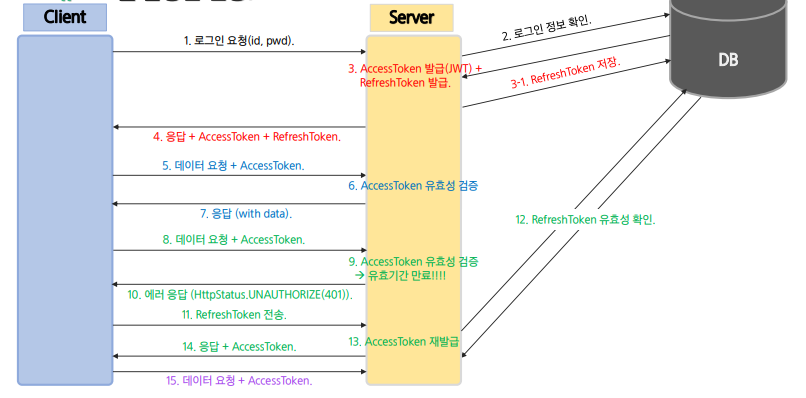 Client
Server
DB
1. 로그인 요청(id, pwd).
2. 로그인 정보 확인.
3. AccessToken 발급(JWT) +
RefreshToken 발급.
3-1. RefreshToken 저장.
4. 응답 + AccessToken + RefreshToken.
5. 데이터 요청 + AccessToken.
6. AccessToken 유효성 검증
7. 응답 (with data).
8. 데이터 요청 + AccessToken.
9. AccessToken 유효성 검증
→ 유효기간 만료!!!!
10. 에러 응답 (HttpStatus.UNAUTHORIZE(401)).
11. RefreshToken 전송.
12. RefreshToken 유효성 확인.
13. AccessToken 재발급
14. 응답 + AccessToken.
15. 데이터 요청 + AccessToken.